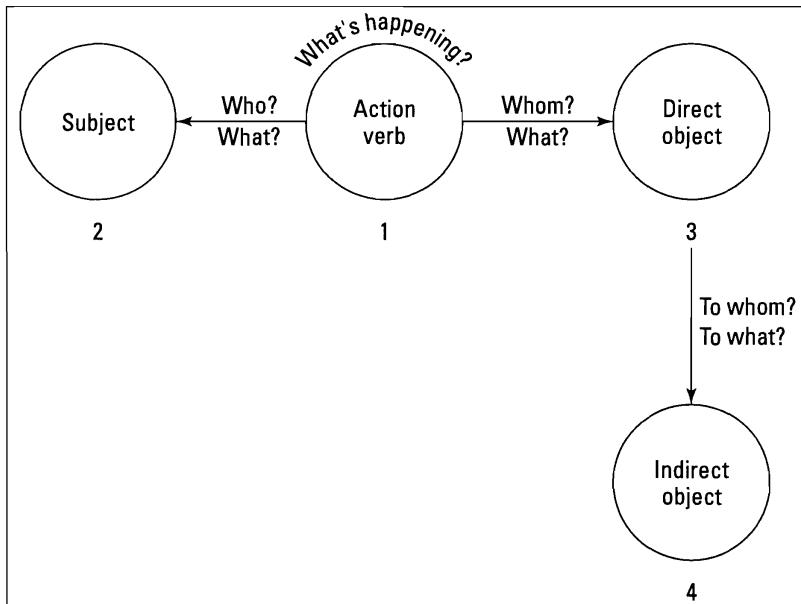 What's happening?
Subject
Who?
What?
Action
verb
Whom?
What?
Direct
object
2
1
3
To whom?
To what?
Indirect
object
4